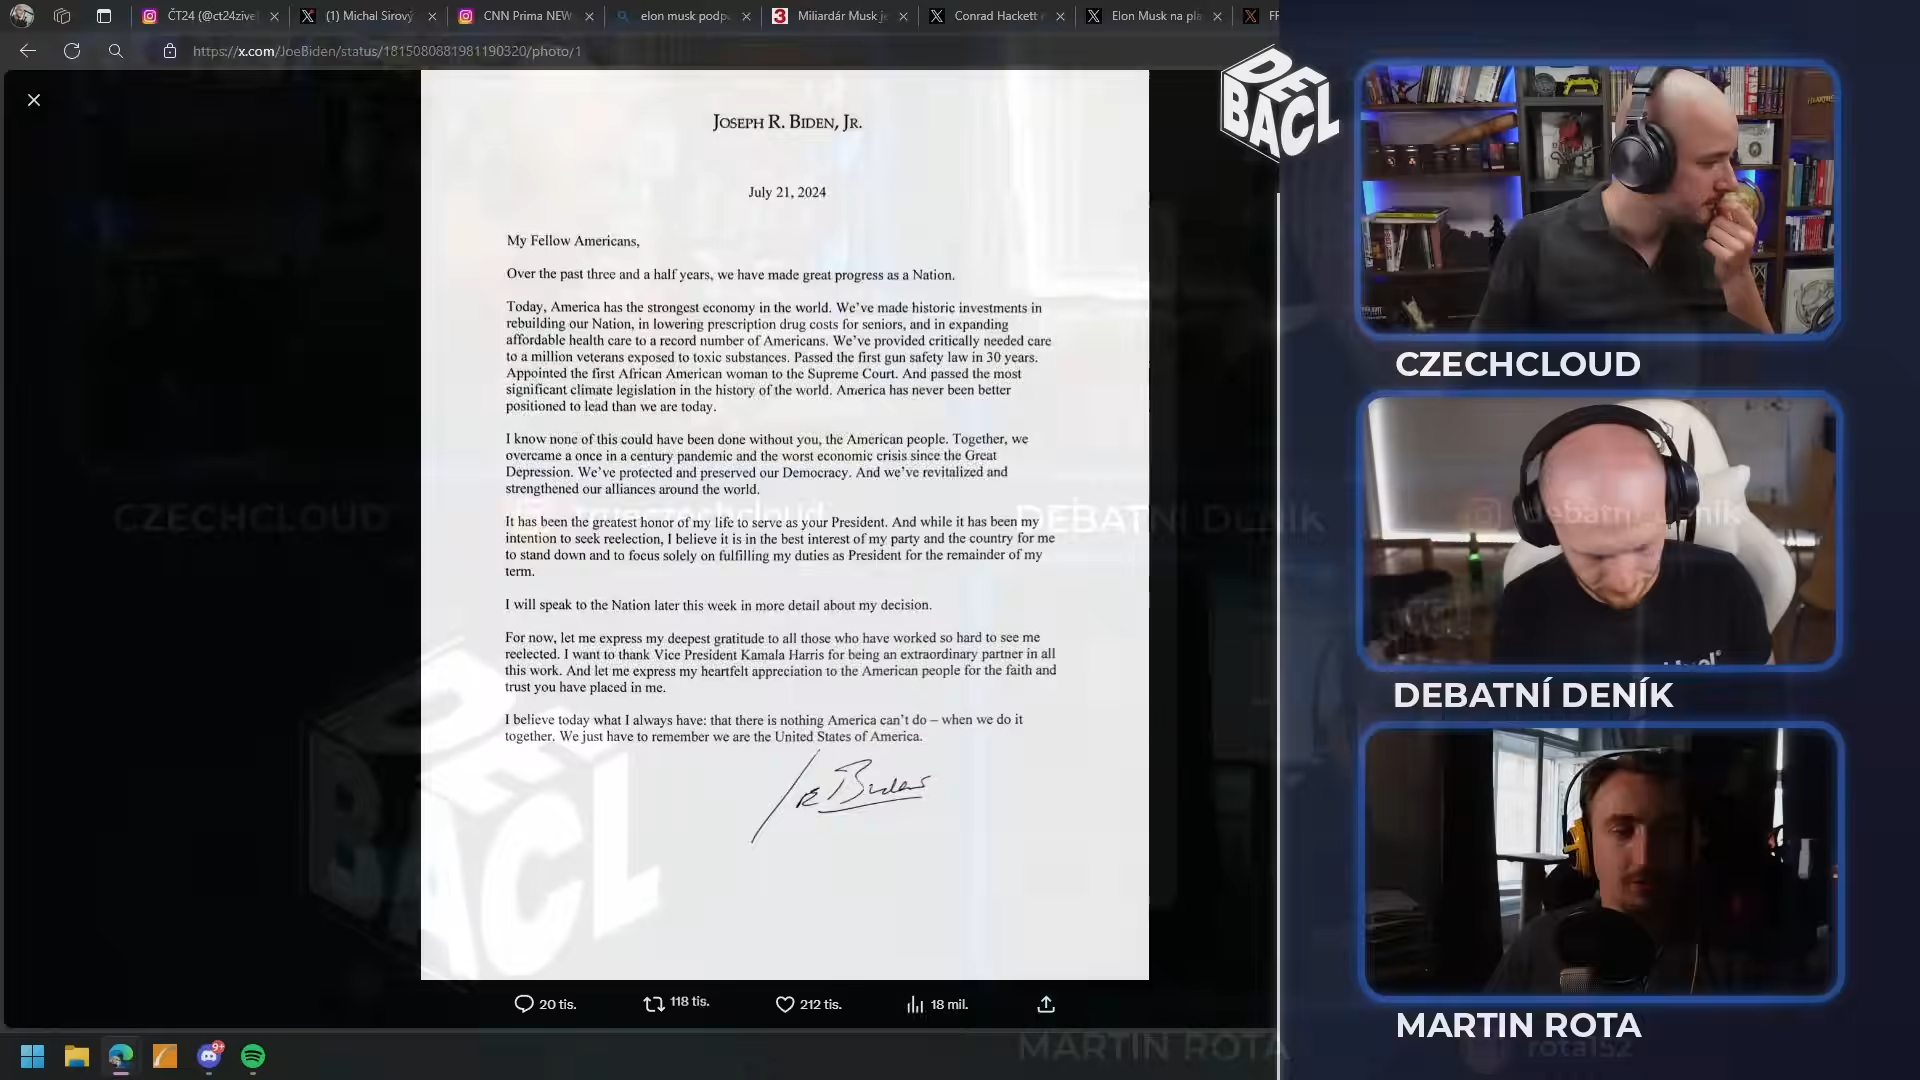 ČT24 (@ct24zive
(1) Michal Sirový
CNN Prima NEW
elon musk podpo
Miliardár Musk je
Conrad Hackett
Elon Musk na pla
FF
https://x.com/JoeBiden/status/1815080881981190320/photo/1
JOSEPH R. BIDEN, JR.
July 21, 2024
My Fellow Americans,
Over the past three and a half years, we have made great progress as a Nation.
Today, America has the strongest economy in the world. We’ve made historic investments in
rebuilding our Nation, in lowering prescription drug costs for seniors, and in expanding
affordable health care to a record number of Americans. We’ve provided critically needed care
to a million veterans exposed to toxic substances. Passed the first gun safety law in 30 years.
Appointed the first African American woman to the Supreme Court. And passed the most
significant climate legislation in the history of the world. America has never been better
positioned to lead than we are today.
I know none of this could have been done without you, the American people. Together, we
overcame a once in a century pandemic and the worst economic crisis since the Great
Depression. We’ve protected and preserved our Democracy. And we’ve revitalized and
strengthened our alliances around the world.
It has been the greatest honor of my life to serve as your President. And while it has been my
intention to seek reelection, I believe it is in the best interest of my party and the country for me
to stand down and to focus solely on fulfilling my duties as President for the remainder of my
term.
I will speak to the Nation later this week in more detail about my decision.
For now, let me express my deepest gratitude to all those who have worked so hard to see me
reelected. I want to thank Vice President Kamala Harris for being an extraordinary partner in all
this work. And let me express my heartfelt appreciation to the American people for the faith and
trust you have placed in me.
I believe today what I always have: that there is nothing America can’t do – when we do it
together. We just have to remember we are the United States of America.
Joe Biden
20 tis.
118 tis.
212 tis.
18 mil.
9+
DEBACL
CZECHCLOUD
DEBATNÍ DENÍK
MARTIN ROTA
CZECHCLOUD
DEBATNÍ DENÍK
debatni_denik
DEBACL
MARTIN ROTA
rota152